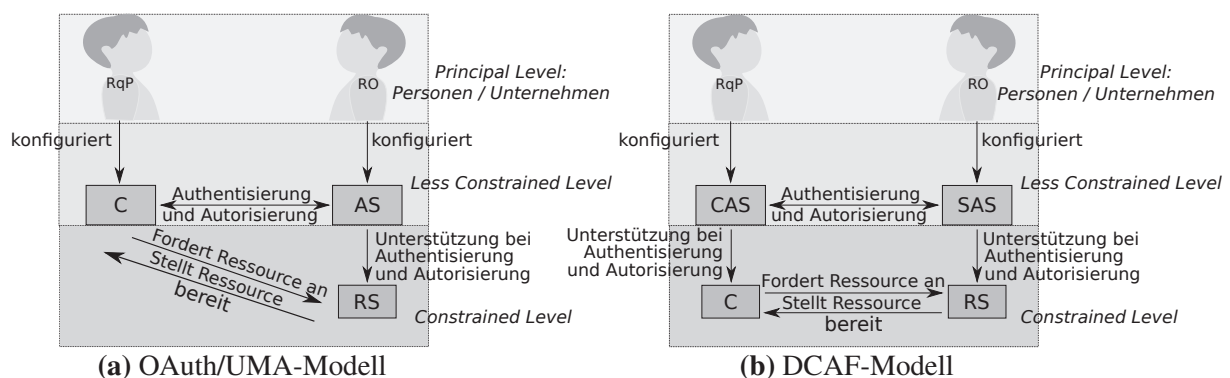 RqP
RO
Principal Level:
Personen / Unternehmen
konfiguriert
konfiguriert
Less Constrained Level
C
Authentisierung
und Autorisierung
AS
Fordert Ressource an
Stellt Ressource
bereit
Unterstützung bei
Authentisierung
und Autorisierung
RS
Constrained Level
(a) OAuth/UMA-Modell
RqP
RO
Principal Level:
Personen / Unternehmen
konfiguriert
konfiguriert
Less Constrained Level
CAS
Authentisierung
und Autorisierung
SAS
Unterstützung bei
Authentisierung
und Autorisierung
Unterstützung bei
Authentisierung
und Autorisierung
C
Fordert Ressource an
Stellt Ressource
bereit
RS
Constrained Level
(b) DCAF-Modell